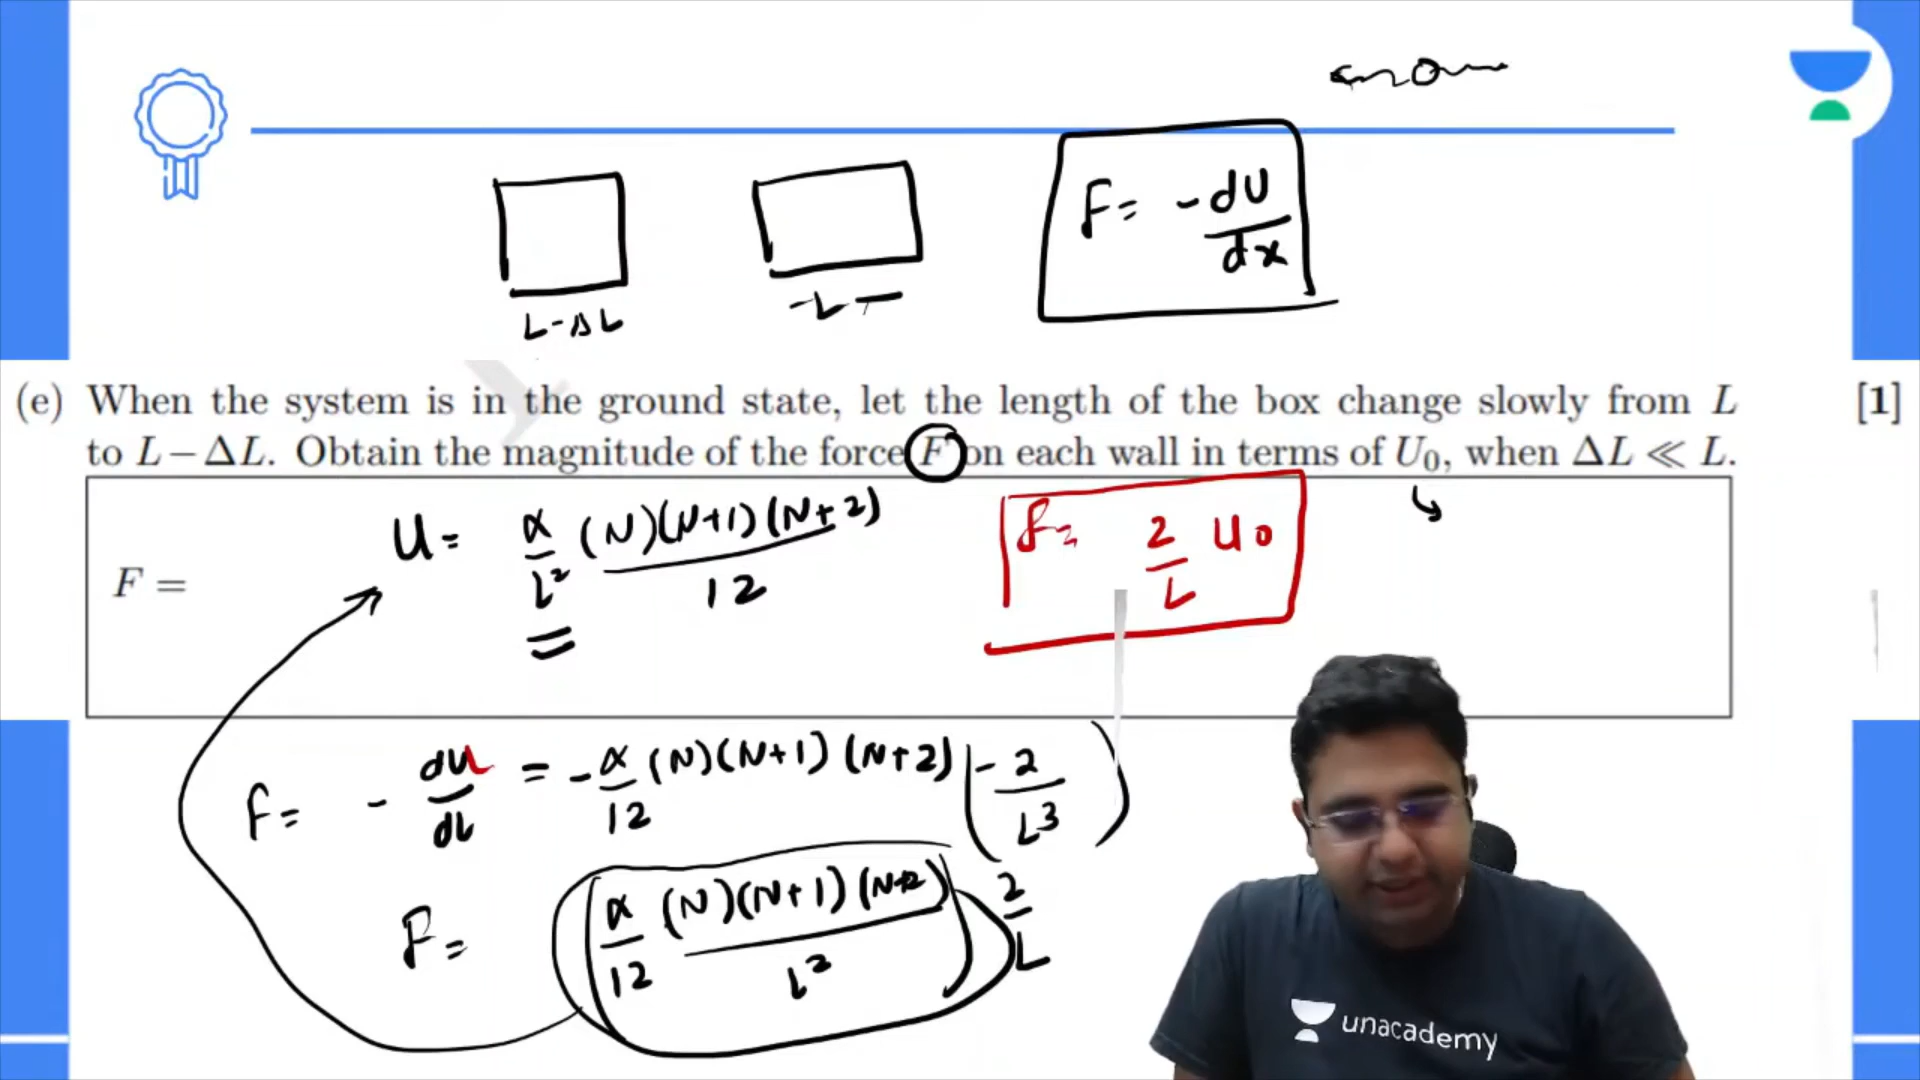 F = - dU / dx
L-ΔL
-L-
(e) When the system is in the ground state, let the length of the box change slowly from L [1]
to L−ΔL. Obtain the magnitude of the force F on each wall in terms of U₀, when ΔL ≪ L.
U = α/L² (N)(N+1)(N+2)/12
F = 2/L U0
F =
F = - dU/dL = - α/12 (N)(N+1)(N+2) (- 2/L³)
F = (α/12 (N)(N+1)(N+2)/L²) 2/L
unacademy